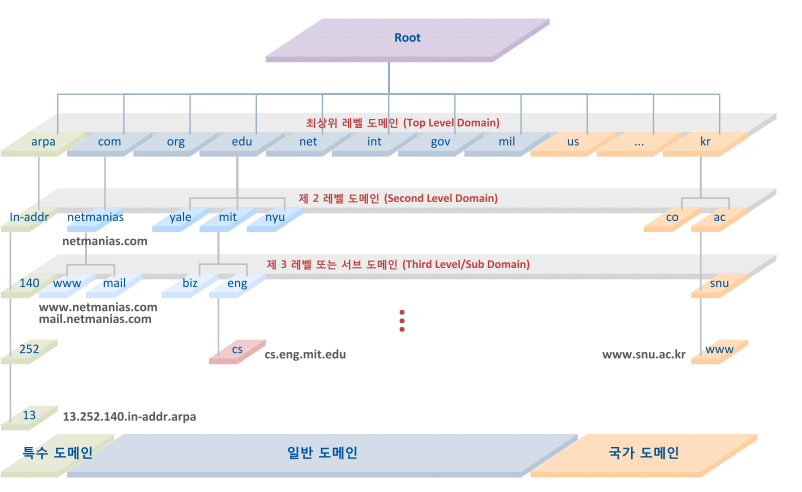 Root
최상위 레벨 도메인 (Top Level Domain)
arpa com org edu net int gov mil us ... kr
제 2 레벨 도메인 (Second Level Domain)
In-addr netmanias yale mit nyu co ac
netmanias.com
제 3 레벨 또는 서브 도메인 (Third Level/Sub Domain)
140 www mail biz eng snu
www.netmanias.com
mail.netmanias.com
252 cs cs.eng.mit.edu www.snu.ac.kr www
13 13.252.140.in-addr.arpa
특수 도메인 일반 도메인 국가 도메인